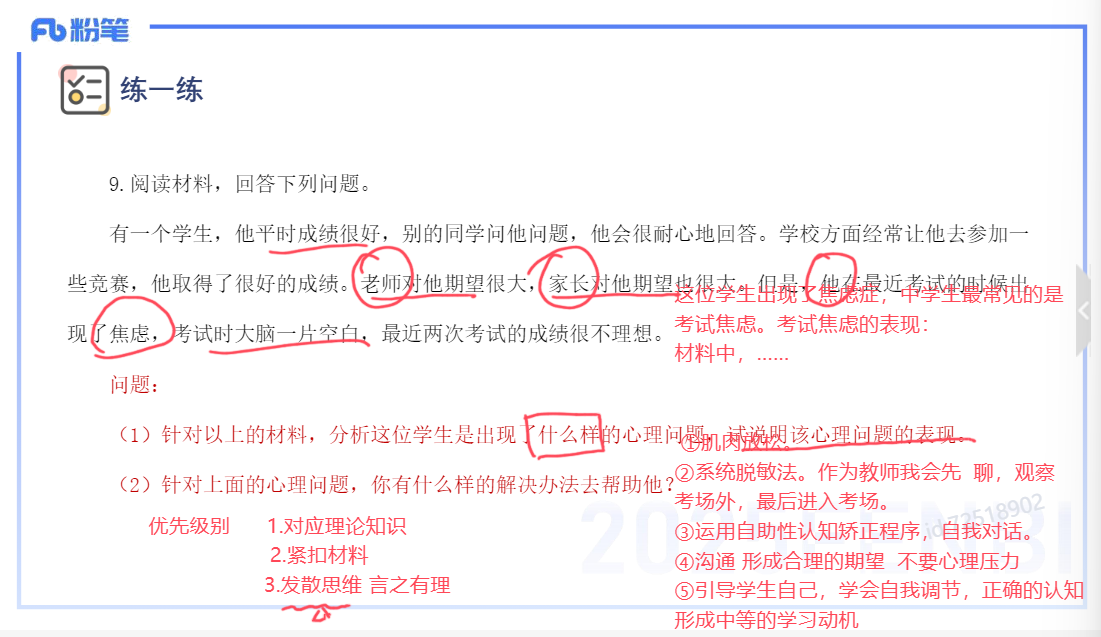 粉笔
练一练
9.阅读材料，回答下列问题。
有一个学生，他平时成绩很好，别的同学问他问题，他会很耐心地回答。学校方面经常让他去参加一
些竞赛，他取得了很好的成绩。老师对他期望很大，家长对他期望也很大。但是，他在最近考试的时候出
现了焦虑，考试时大脑一片空白，最近两次考试的成绩很不理想。
这位学生出现了焦虑症，中学生最常见的是
考试焦虑。考试焦虑的表现：
材料中，......
问题：
（1）针对以上的材料，分析这位学生是出现了什么样的心理问题，试说明该心理问题的表现。
（2）针对上面的心理问题，你有什么样的解决办法去帮助他？
①肌肉放松。
②系统脱敏法。作为教师我会先 聊，观察
考场外，最后进入考场。
③运用自助性认知矫正程序，自我对话。
④沟通 形成合理的期望 不要心理压力
⑤引导学生自己，学会自我调节，正确的认知
形成中等的学习动机
优先级别 1.对应理论知识
2.紧扣材料
3.发散思维 言之有理
id:73518902